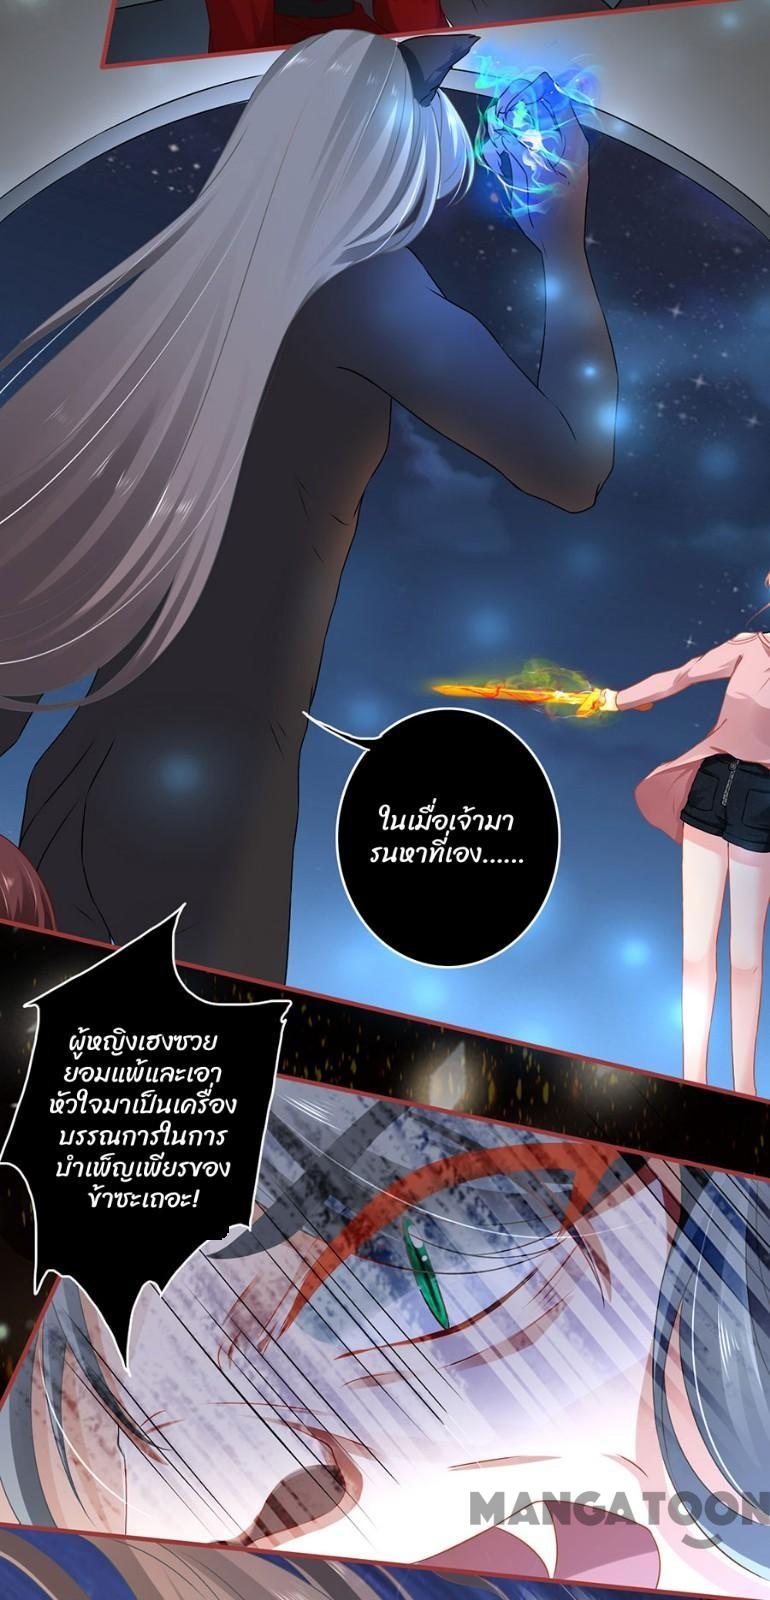 ในเมื่อเจ้ามา
รนหาที่เอง......
ผู้หญิงเฮงซวย
ยอมแพ้และเอา
หัวใจมาเป็นเครื่อง
บรรณการในการ
บำเพ็ญเพียรของ
ข้าซะเถอะ!
MANGATOON